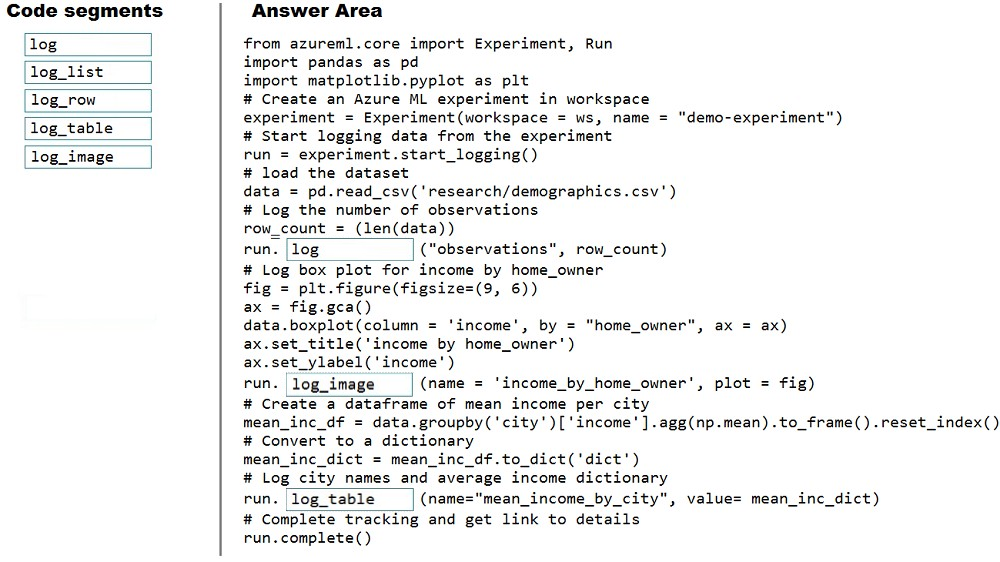 Code segments
log
log_list
log_row
log_table
log_image
Answer Area
from azureml.core import Experiment, Run
import pandas as pd
import matplotlib.pyplot as plt
# Create an Azure ML experiment in workspace
experiment = Experiment(workspace = ws, name = "demo-experiment")
# Start logging data from the experiment
run = experiment.start_logging()
# load the dataset
data = pd.read_csv('research/demographics.csv')
# Log the number of observations
row_count = (len(data))
run. log ("observations", row_count)
# Log box plot for income by home_owner
fig = plt.figure(figsize=(9, 6))
ax = fig.gca()
data.boxplot(column = 'income', by = "home_owner", ax = ax)
ax.set_title('income by home_owner')
ax.set_ylabel('income')
run. log_image (name = 'income_by_home_owner', plot = fig)
# Create a dataframe of mean income per city
mean_inc_df = data.groupby('city')['income'].agg(np.mean).to_frame().reset_index()
# Convert to a dictionary
mean_inc_dict = mean_inc_df.to_dict('dict')
# Log city names and average income dictionary
run. log_table (name="mean_income_by_city", value= mean_inc_dict)
# Complete tracking and get link to details
run.complete()